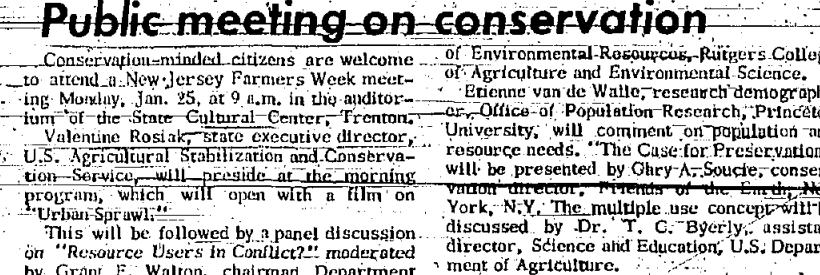 Public meeting on conservation
Conservation-minded citizens are welcome
to attend a New Jersey Farmers Week meet-
ing Monday, Jan. 25, at 9 a.m. in the auditor-
ium of the State Cultural Center, Trenton.
Valentine Rosiak, state executive director,
U.S. Agricultural Stabilization and Conserva-
tion Service, will preside at the morning
program, which will open with a film on
"Urban Sprawl."
This will be followed by a panel discussion
on "Resource Users in Conflict?" moderated
by Grant F. Walton, chairman Department
of Environmental Resources, Rutgers Colleg
of Agriculture and Environmental Science.
Etienne van de Walle, research demograph
er, Office of Population Research, Princeto
University, will comment on population an
resource needs. "The Case for Preservation
will be presented by Ghry A. Soucie, conser
vation director, Friends of the Earth, Ne
York, N.Y. The multiple use concept will
discussed by Dr. T. C. Byerly, assista
director, Science and Education, U.S. Depar
ment of Agriculture.